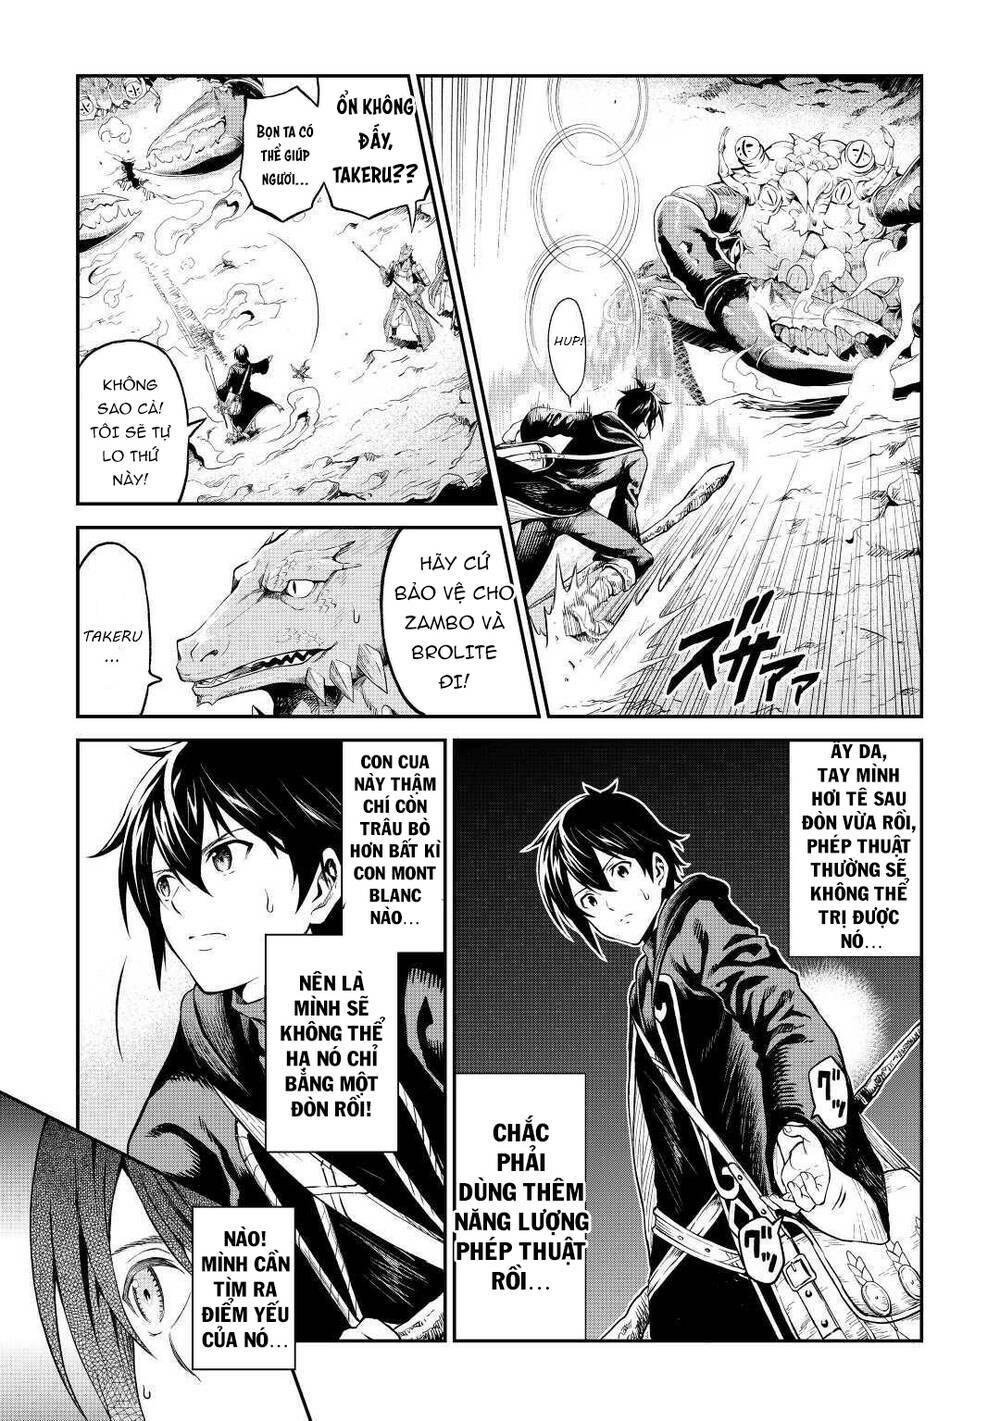 HUP!
ズサァァ
ỔN KHÔNG
ĐẤY,
TAKERU??
BỌN TA CÓ
THỂ GIÚP
NGƯƠI...
KHÔNG
SAO CẢ!
TÔI SẼ TỰ
LO THỨ
NÀY!
HÃY CỨ
BẢO VỆ CHO
ZAMBO VÀ
BROLITE
ĐI!
TAKERU
...
ẤY DA,
TAY MÌNH
HƠI TÊ SAU
ĐÒN VỪA RỒI,
PHÉP THUẬT
THƯỜNG SẼ
KHÔNG THỂ
TRỊ ĐƯỢC
NÓ...
グッ
グッ
CHẮC
PHẢI
DÙNG THÊM
NĂNG LƯỢNG
PHÉP THUẬT
RỒI...
CON CUA
NÀY THẬM
CHÍ CÒN
TRÂU BÒ
HƠN BẤT KÌ
CON MONT
BLANC
NÀO...
NÊN LÀ
MÌNH SẼ
KHÔNG THỂ
HẠ NÓ CHỈ
BẰNG MỘT
ĐÒN RỒI!
NÀO!
MÌNH CẦN
TÌM RA
ĐIỂM YẾU
CỦA NÓ...